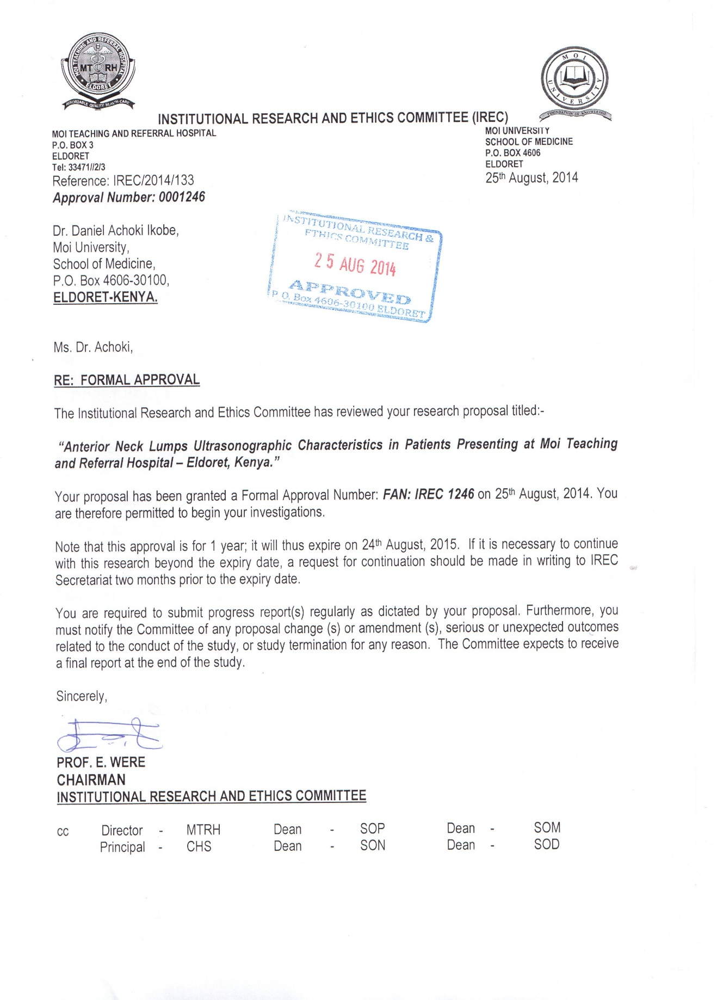 MOI TEACHING AND REFERRAL HOSPITAL
MT RH
ELDORET
AFFORDABLE QUALITY HEALTH CARE
MOI UNIVERSITY
FOUNDATION OF KNOWLEDGE
INSTITUTIONAL RESEARCH AND ETHICS COMMITTEE (IREC)
MOI TEACHING AND REFERRAL HOSPITAL
P.O. BOX 3
ELDORET
Tel: 33471//2/3
Reference: IREC/2014/133
Approval Number: 0001246
MOI UNIVERSITY
SCHOOL OF MEDICINE
P.O. BOX 4606
ELDORET
25th August, 2014
INSTITUTIONAL RESEARCH &
ETHICS COMMITTEE
25 AUG 2014
APPROVED
P.O. Box 4606-30100 ELDORET
Dr. Daniel Achoki Ikobe,
Moi University,
School of Medicine,
P.O. Box 4606-30100,
ELDORET-KENYA.
Ms. Dr. Achoki,
RE: FORMAL APPROVAL
The Institutional Research and Ethics Committee has reviewed your research proposal titled:-
“Anterior Neck Lumps Ultrasonographic Characteristics in Patients Presenting at Moi Teaching
and Referral Hospital – Eldoret, Kenya.”
Your proposal has been granted a Formal Approval Number: FAN: IREC 1246 on 25th August, 2014. You
are therefore permitted to begin your investigations.
Note that this approval is for 1 year; it will thus expire on 24th August, 2015. If it is necessary to continue
with this research beyond the expiry date, a request for continuation should be made in writing to IREC
Secretariat two months prior to the expiry date.
You are required to submit progress report(s) regularly as dictated by your proposal. Furthermore, you
must notify the Committee of any proposal change (s) or amendment (s), serious or unexpected outcomes
related to the conduct of the study, or study termination for any reason. The Committee expects to receive
a final report at the end of the study.
Sincerely,
PROF. E. WERE
CHAIRMAN
INSTITUTIONAL RESEARCH AND ETHICS COMMITTEE
cc Director - MTRH Dean - SOP Dean - SOM
Principal - CHS Dean - SON Dean - SOD